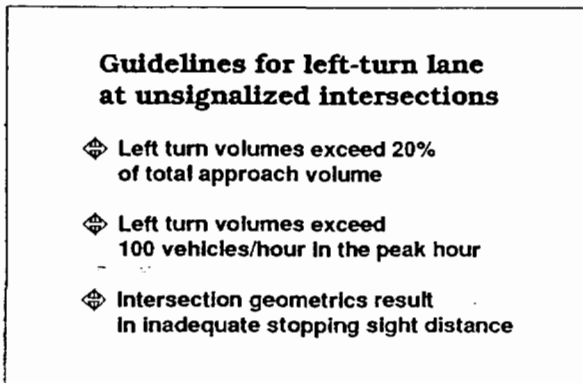 Guidelines for left-turn lane
at unsignalized intersections
Left turn volumes exceed 20%
of total approach volume
Left turn volumes exceed
100 vehicles/hour in the peak hour
Intersection geometrics result
in inadequate stopping sight distance